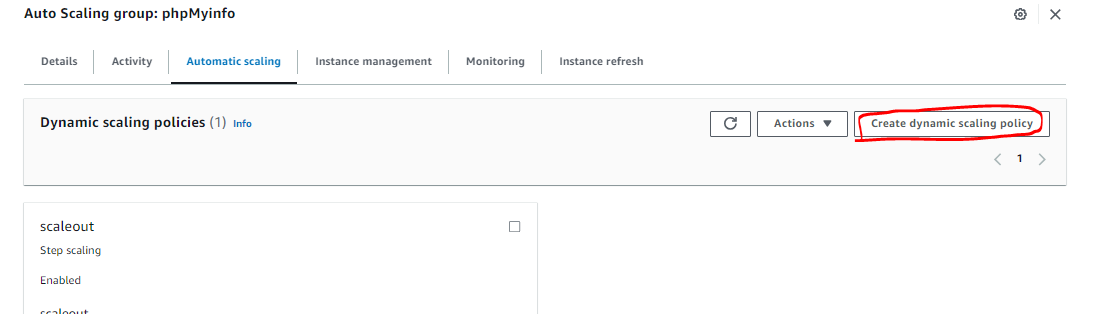 Auto Scaling group: phpMyinfo
Details Activity Automatic scaling Instance management Monitoring Instance refresh
Dynamic scaling policies (1) Info Actions Create dynamic scaling policy
1
scaleout
Step scaling
Enabled
scaleout